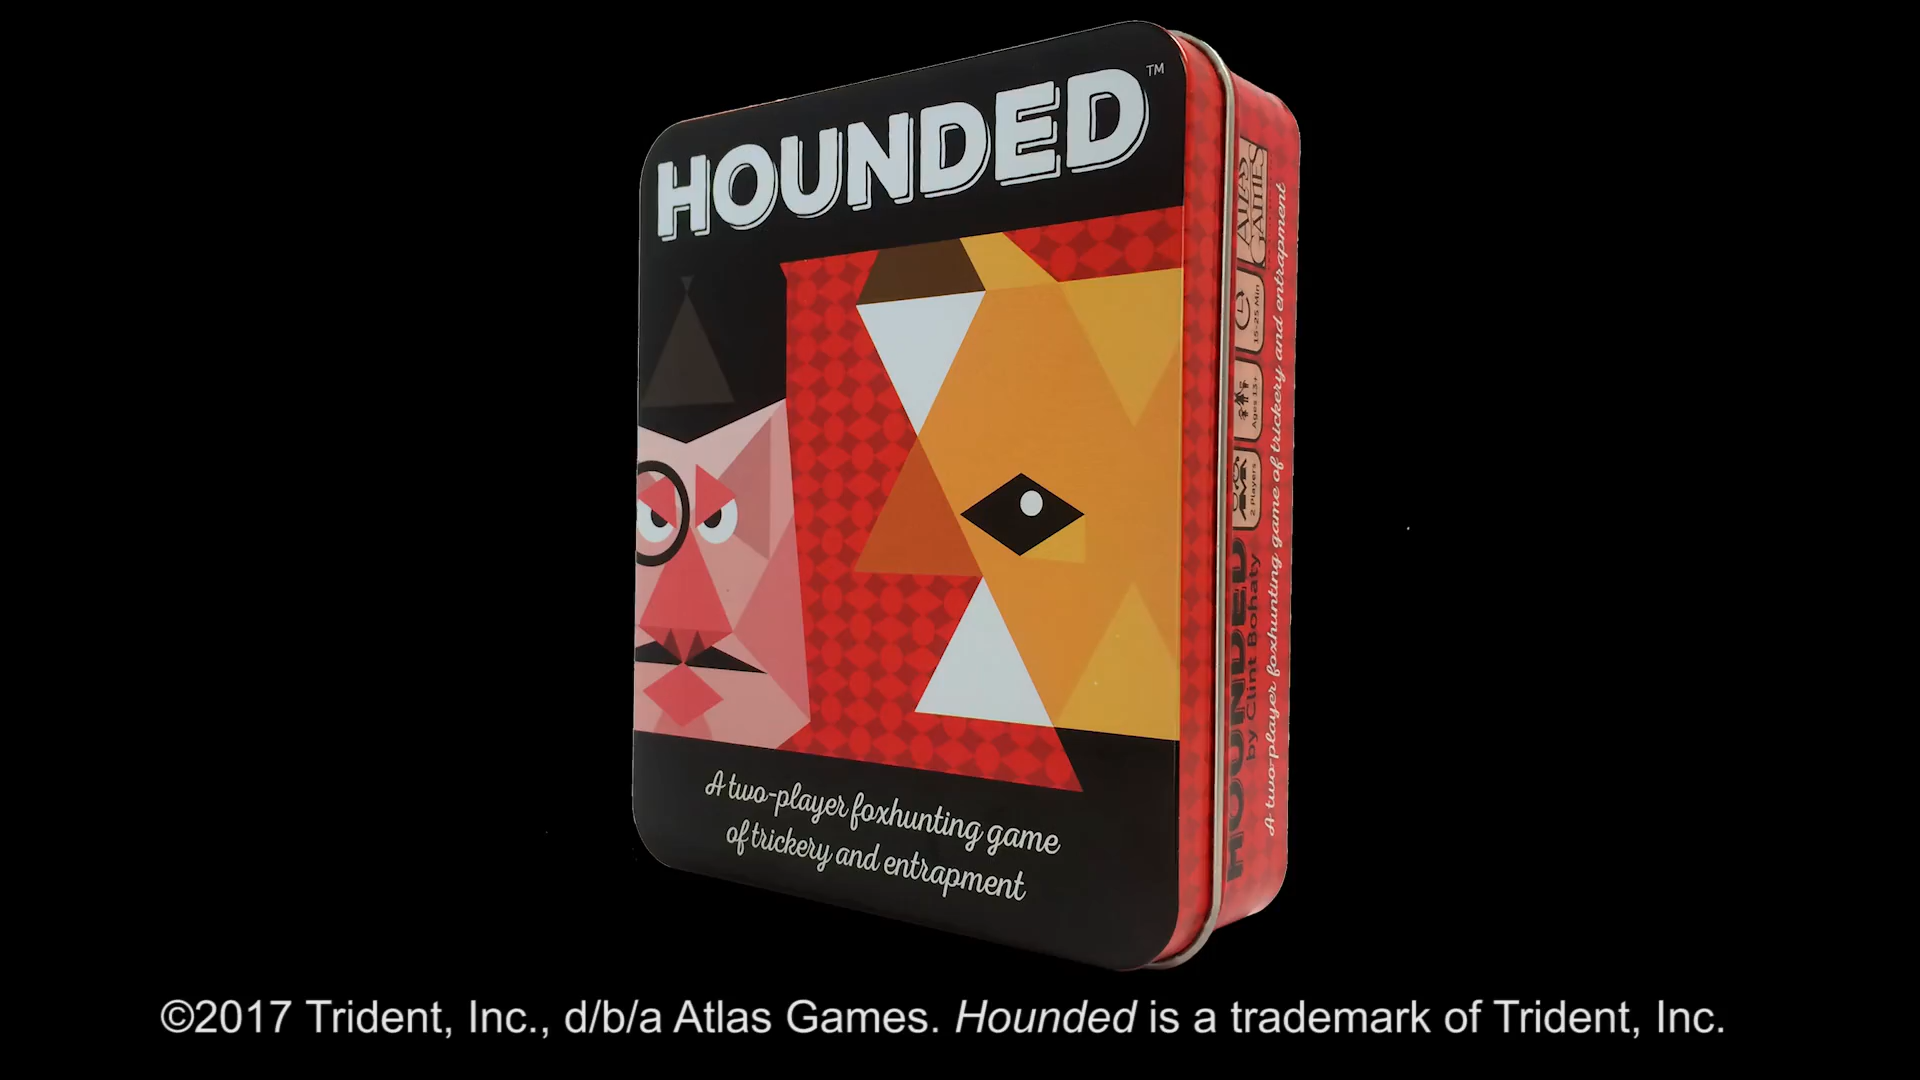 HOUNDED™
A two-player foxhunting game
of trickery and entrapment
HOUNDED
by Clint Bohaty
2 Players
Ages 13+
15-25 Min
ATLAS
GAMES
A two-player foxhunting game of trickery and entrapment
©2017 Trident, Inc., d/b/a Atlas Games. Hounded is a trademark of Trident, Inc.